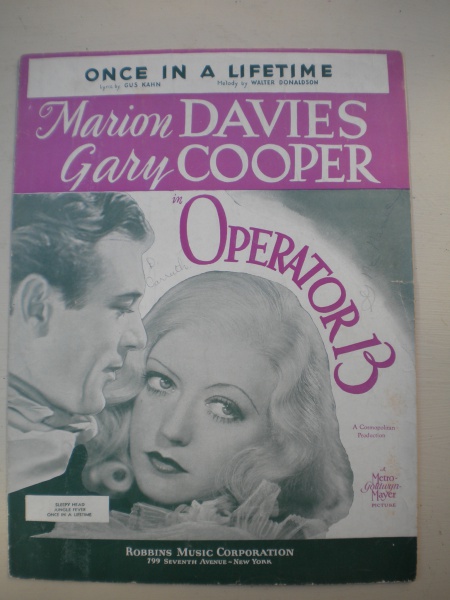 ONCE IN A LIFETIME
Lyric by GUS KAHN Melody by WALTER DONALDSON
Marion DAVIES
Gary COOPER
in
OPERATOR 13
A Cosmopolitan
Production
A
Metro-
Goldwyn-
Mayer
PICTURE
SLEEPY HEAD
JUNGLE FEVER
ONCE IN A LIFETIME
ROBBINS MUSIC CORPORATION
799 SEVENTH AVENUE - NEW YORK